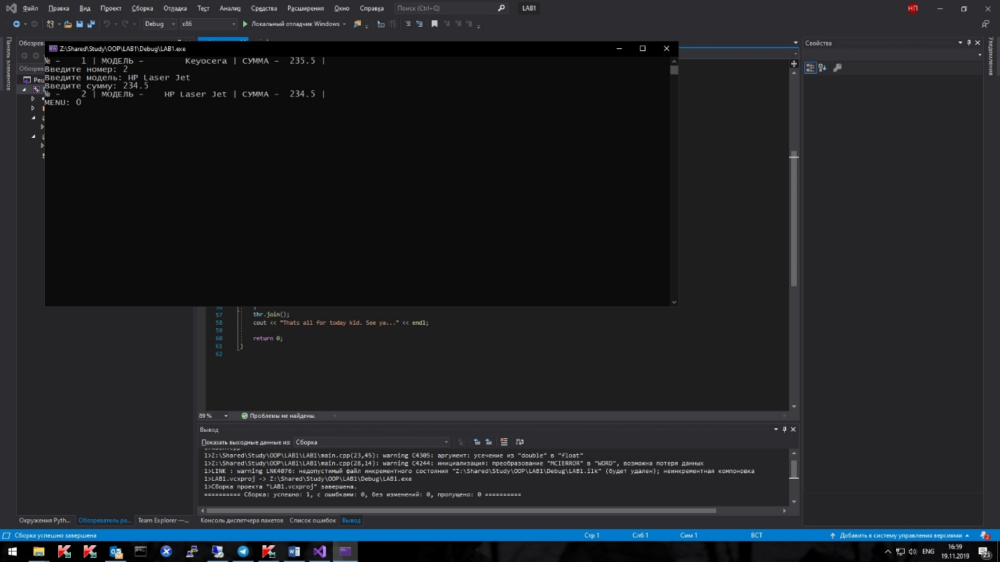 Файл Правка Вид Проект Сборка Отладка Тест Анализ Средства Расширения Окно Справка Поиск (Ctrl+Q) LAB1 НП
Debug x86 Локальный отладчик Windows
Панель элементов
Z:\Shared\Study\OOP\LAB1\Debug\LAB1.exe
Свойства
Уведомления
№ - 1 | МОДЕЛЬ - Keyocera | СУММА - 235.5 |
Введите номер: 2
Введите модель: HP Laser Jet
Введите сумму: 234.5
№ - 2 | МОДЕЛЬ - HP Laser Jet | СУММА - 234.5 |
MENU: O
56 }
57 thr.join();
58 cout << "Thats all for today kid. See ya..." << endl;
59
60 return 0;
61 }
62
89 % Проблемы не найдены.
Вывод
Показать выходные данные из: Сборка
1>main.cpp
1>Z:\Shared\Study\OOP\LAB1\LAB1\main.cpp(23,45): warning C4305: аргумент: усечение из "double" в "float"
1>Z:\Shared\Study\OOP\LAB1\LAB1\main.cpp(28,14): warning C4244: инициализация: преобразование "MCIERROR" в "WORD", возможна потеря данных
1>LINK : warning LNK4076: недопустимый файл инкрементного состояния "Z:\Shared\Study\OOP\LAB1\Debug\LAB1.ilk" (будет удален); неинкрементная компоновка
1>LAB1.vcxproj -> Z:\Shared\Study\OOP\LAB1\Debug\LAB1.exe
1>Сборка проекта "LAB1.vcxproj" завершена.
========== Сборка: успешно: 1, с ошибками: 0, без изменений: 0, пропущено: 0 ==========
Окружения Pyth... Обозреватель ре... Team Explorer —... Консоль диспетчера пакетов Список ошибок Вывод
Сборка успешно завершена Стр 1 Слб 1 Сим 1 ВСТ Добавить в систему управления версиями 2
ENG 16:59
19.11.2019 23